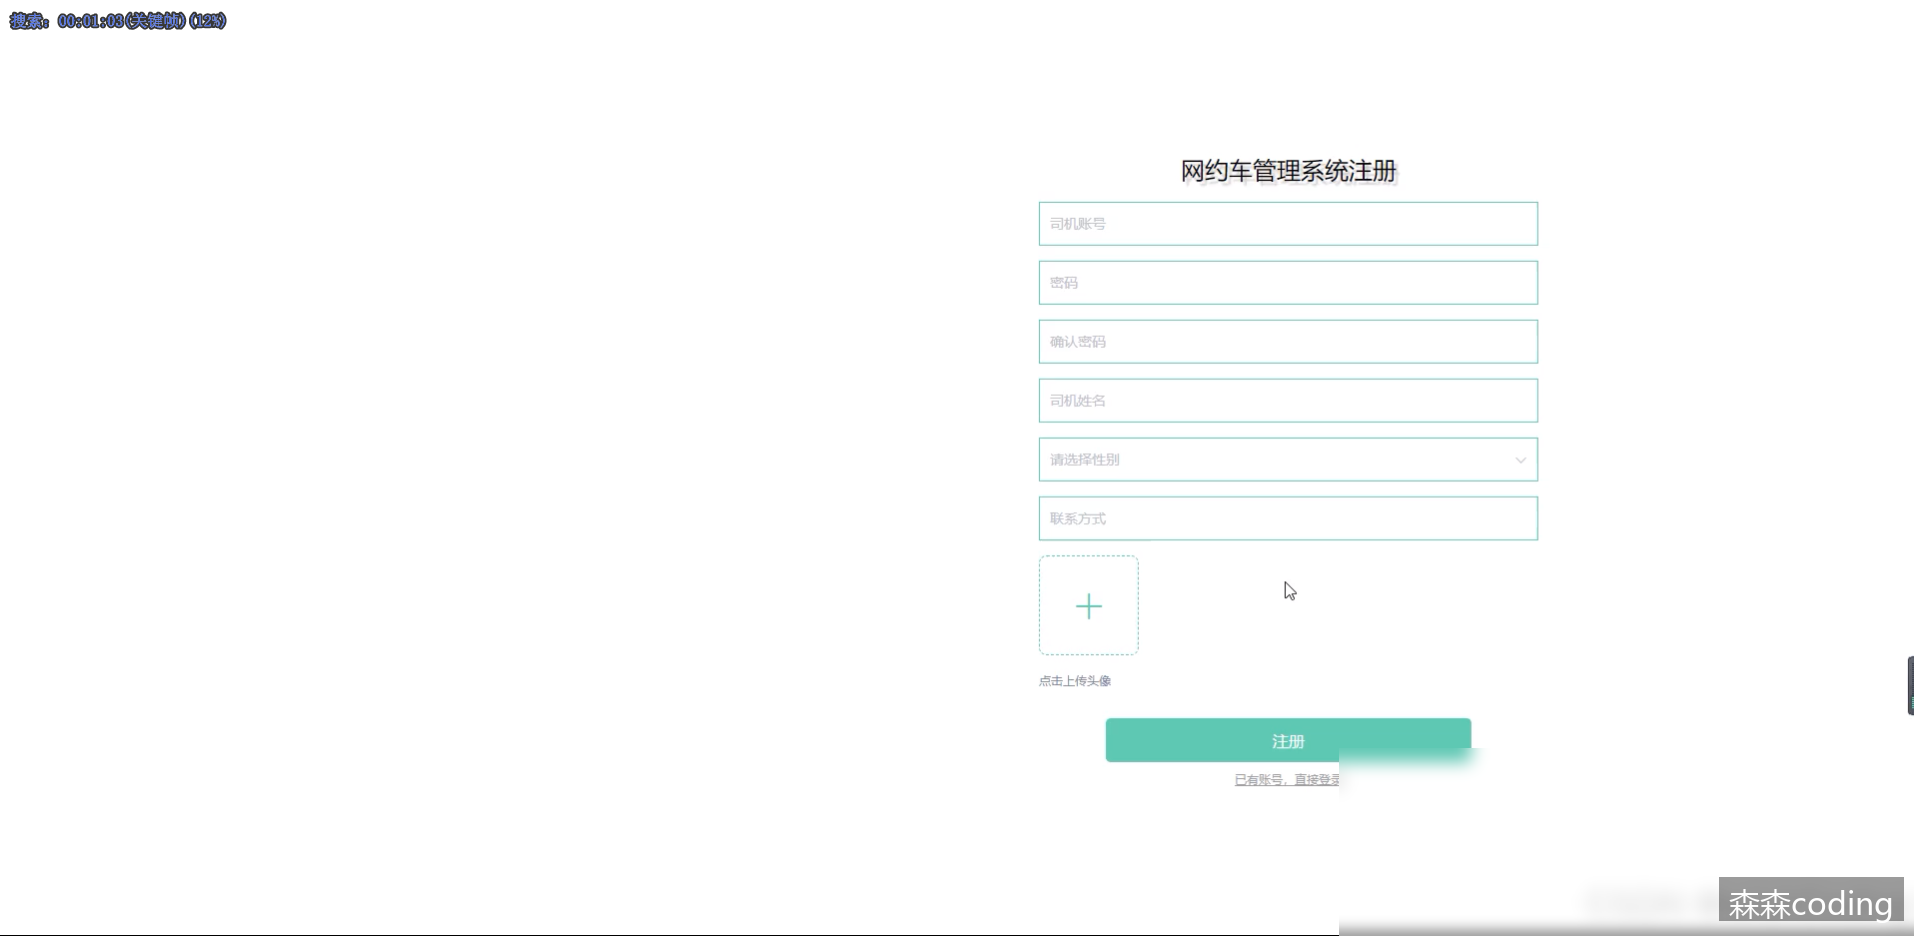 搜索: 00:01:03(关键帧)(12%)
网约车管理系统注册
司机账号
密码
确认密码
司机姓名
请选择性别
联系方式
点击上传头像
注册
已有账号，直接登录
森森coding